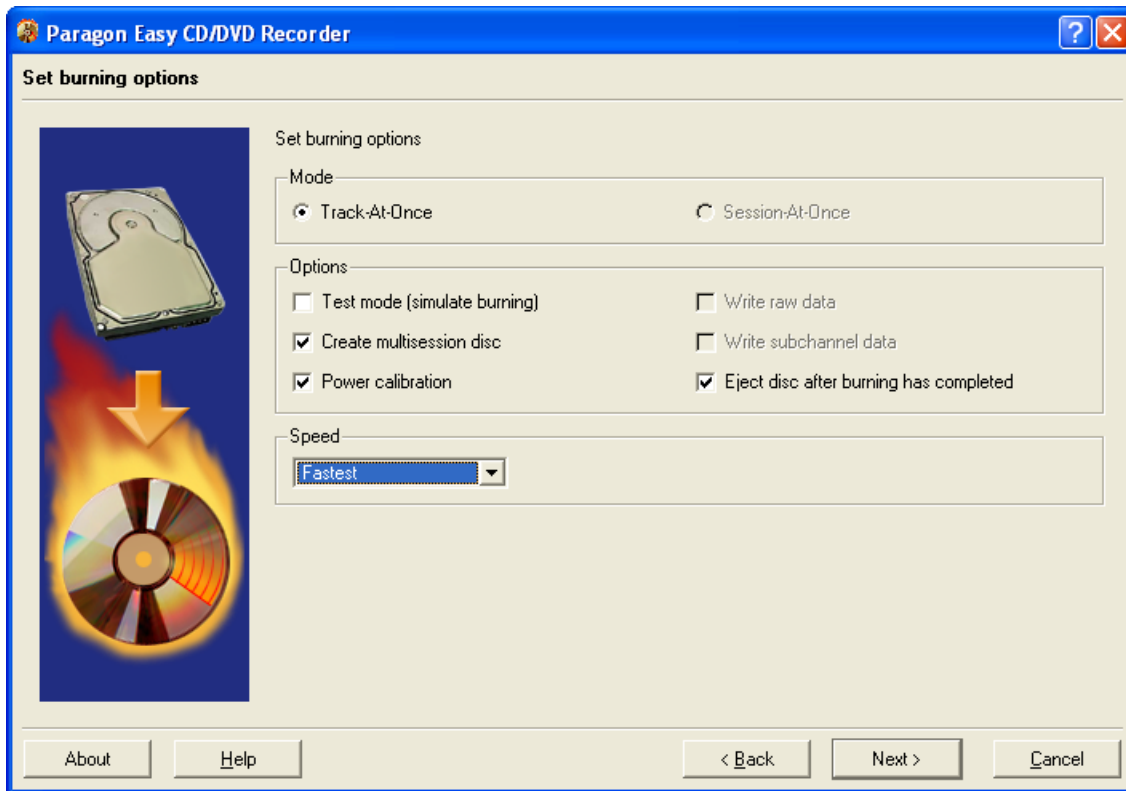 Paragon Easy CD/DVD Recorder
Set burning options
Set burning options
Mode
Track-At-Once
Session-At-Once
Options
Test mode (simulate burning)
Write raw data
Create multisession disc
Write subchannel data
Power calibration
Eject disc after burning has completed
Speed
Fastest
About
Help
< Back
Next >
Cancel